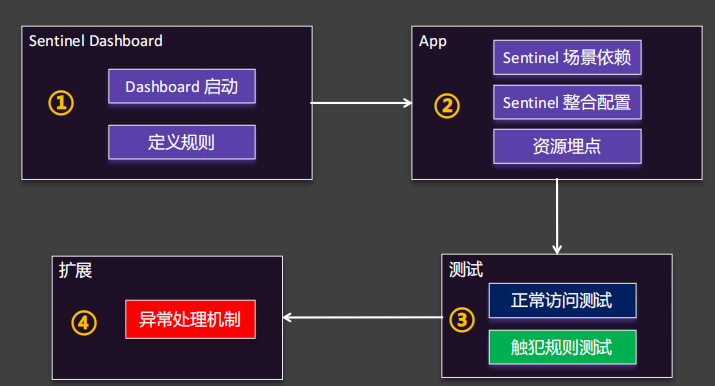 Sentinel Dashboard
①
Dashboard 启动
定义规则
App
②
Sentinel 场景依赖
Sentinel 整合配置
资源埋点
测试
③
正常访问测试
触犯规则测试
扩展
④
异常处理机制